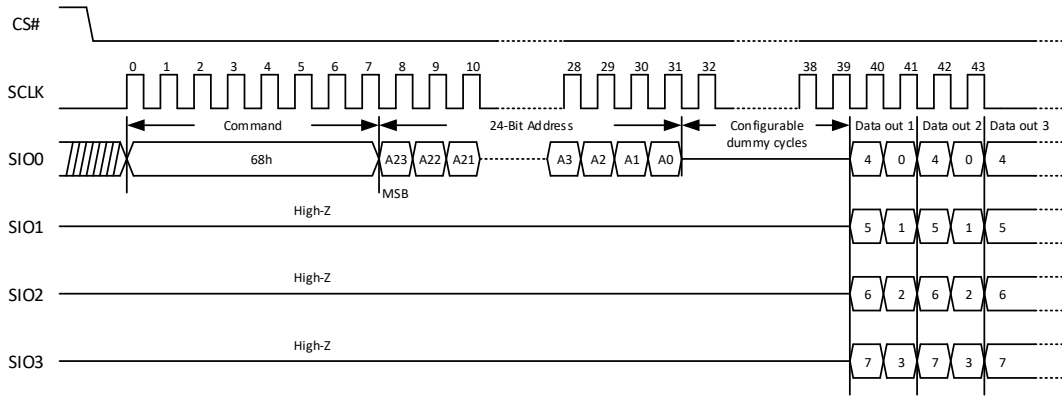 CS#
0 1 2 3 4 5 6 7 8 9 10 28 29 30 31 32 38 39 40 41 42 43
SCLK
Command 24-Bit Address Configurable dummy cycles Data out 1 Data out 2 Data out 3
SIO0 68h A23 A22 A21 A3 A2 A1 A0 4 0 4 0 4
MSB
High-Z
SIO1 5 1 5 1 5
High-Z
SIO2 6 2 6 2 6
High-Z
SIO3 7 3 7 3 7